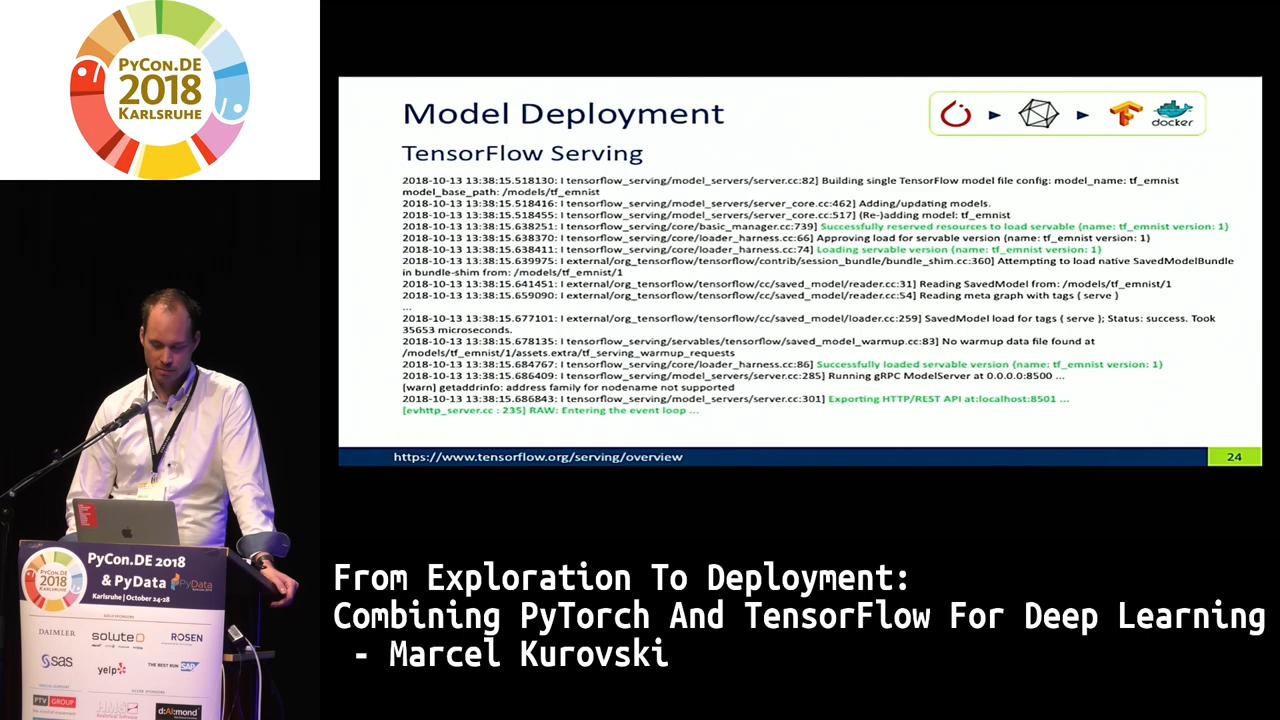 PyCon.DE
2018
KARLSRUHE
Model Deployment
docker
TensorFlow Serving
2018-10-13 13:38:15.518130: I tensorflow_serving/model_servers/server.cc:82] Building single TensorFlow model file config: model_name: tf_emnist
model_base_path: /models/tf_emnist
2018-10-13 13:38:15.518416: I tensorflow_serving/model_servers/server_core.cc:462] Adding/updating models.
2018-10-13 13:38:15.518455: I tensorflow_serving/model_servers/server_core.cc:517] (Re-)adding model: tf_emnist
2018-10-13 13:38:15.638251: I tensorflow_serving/core/basic_manager.cc:739] Successfully reserved resources to load servable {name: tf_emnist version: 1}
2018-10-13 13:38:15.638370: I tensorflow_serving/core/loader_harness.cc:66] Approving load for servable version {name: tf_emnist version: 1}
2018-10-13 13:38:15.638411: I tensorflow_serving/core/loader_harness.cc:74] Loading servable version {name: tf_emnist version: 1}
2018-10-13 13:38:15.639975: I external/org_tensorflow/tensorflow/contrib/session_bundle/bundle_shim.cc:360] Attempting to load native SavedModelBundle
in bundle-shim from: /models/tf_emnist/1
2018-10-13 13:38:15.641451: I external/org_tensorflow/tensorflow/cc/saved_model/reader.cc:31] Reading SavedModel from: /models/tf_emnist/1
2018-10-13 13:38:15.659090: I external/org_tensorflow/tensorflow/cc/saved_model/reader.cc:54] Reading meta graph with tags { serve }
...
2018-10-13 13:38:15.677101: I external/org_tensorflow/tensorflow/cc/saved_model/loader.cc:259] SavedModel load for tags { serve }; Status: success. Took
35653 microseconds.
2018-10-13 13:38:15.678135: I tensorflow_serving/servables/tensorflow/saved_model_warmup.cc:83] No warmup data file found at
/models/tf_emnist/1/assets.extra/tf_serving_warmup_requests
2018-10-13 13:38:15.684767: I tensorflow_serving/core/loader_harness.cc:86] Successfully loaded servable version {name: tf_emnist version: 1}
2018-10-13 13:38:15.686409: I tensorflow_serving/model_servers/server.cc:285] Running gRPC ModelServer at 0.0.0.0:8500 ...
[warn] getaddrinfo: address family for nodename not supported
2018-10-13 13:38:15.686843: I tensorflow_serving/model_servers/server.cc:301] Exporting HTTP/REST API at:localhost:8501 ...
[evhttp_server.cc : 235] RAW: Entering the event loop ...
https://www.tensorflow.org/serving/overview
24
PyCon.DE 2018
& PyData
PyData
Karlsruhe | October 24-28
PyCon.DE
2018
KARLSRUHE
DAIMLER
solute
ROSEN
sas
yelp
THE BEST RUN SAP
PTV GROUP
HMS
d:AI:mond
From Exploration To Deployment:
Combining PyTorch And TensorFlow For Deep Learning
- Marcel Kurovski